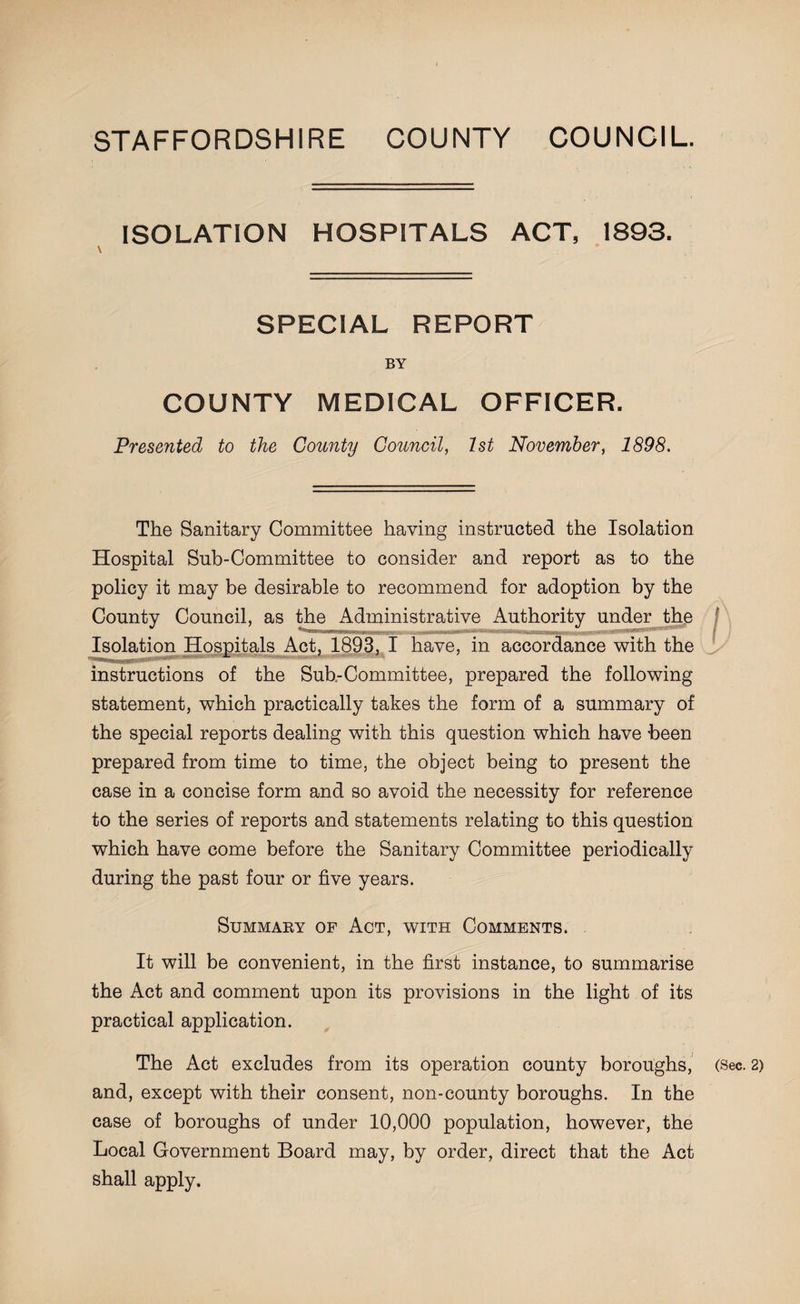 STAFFORDSHIRE COUNTY COUNCIL.
ISOLATION HOSPITALS ACT, 1893.
SPECIAL REPORT
BY
COUNTY MEDICAL OFFICER.
Presented to the County Council, 1st November, 1898.
The Sanitary Committee having instructed the Isolation
Hospital Sub-Committee to consider and report as to the
policy it may be desirable to recommend for adoption by the
County Council, as the Administrative Authority under the
Isolation Hospitals Act, 1893, I have, in accordance with the
instructions of the Sub-Committee, prepared the following
statement, which practically takes the form of a summary of
the special reports dealing with this question which have been
prepared from time to time, the object being to present the
case in a concise form and so avoid the necessity for reference
to the series of reports and statements relating to this question
which have come before the Sanitary Committee periodically
during the past four or five years.
Summary of Act, with Comments.
It will be convenient, in the first instance, to summarise
the Act and comment upon its provisions in the light of its
practical application.
The Act excludes from its operation county boroughs, (Sec. 2)
and, except with their consent, non-county boroughs. In the
case of boroughs of under 10,000 population, however, the
Local Government Board may, by order, direct that the Act
shall apply.